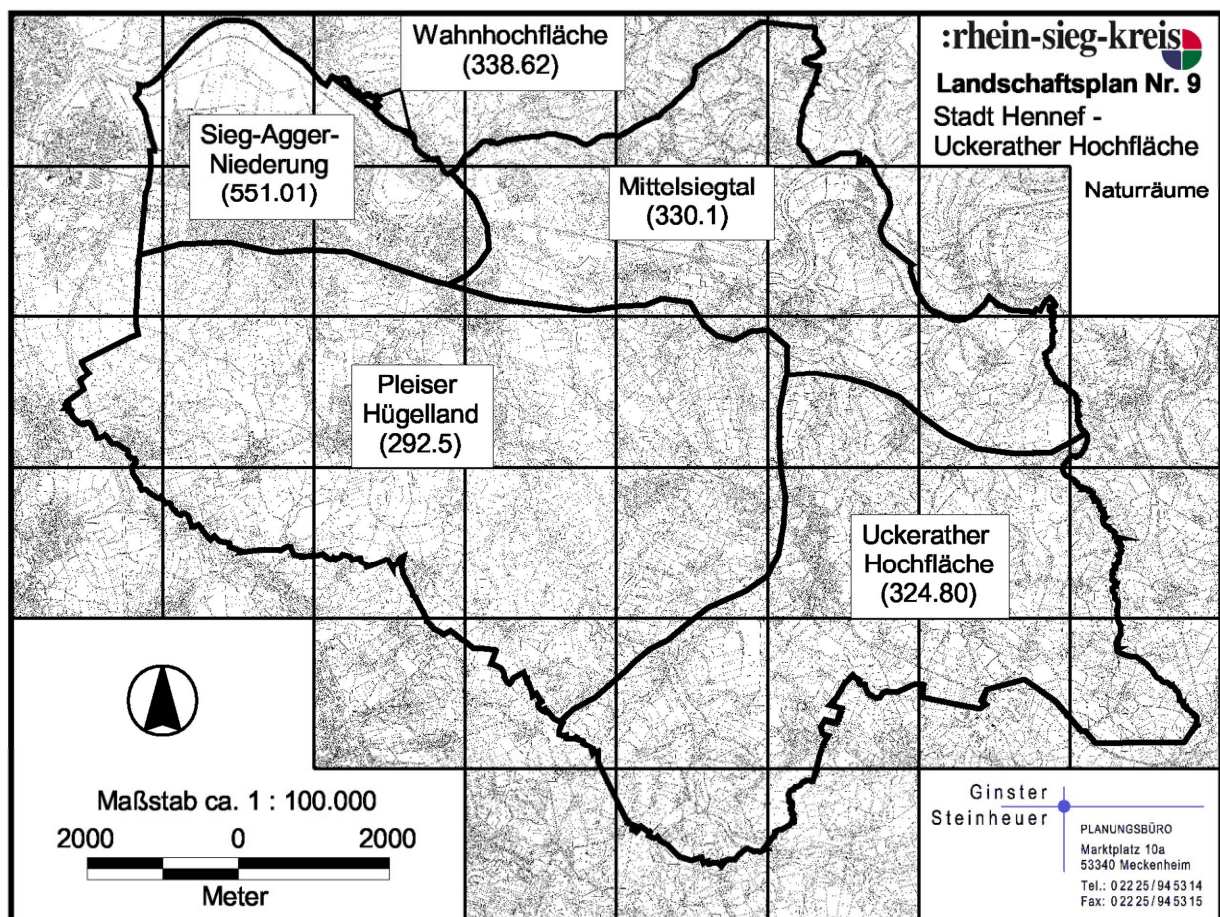 Wahnhochfläche
(338.62)
:rhein-sieg-kreis
Landschaftsplan Nr. 9
Stadt Hennef -
Uckerather Hochfläche
Naturräume
Sieg-Agger-
Niederung
(551.01)
Mittelsiegtal
(330.1)
Pleiser
Hügelland
(292.5)
Uckerather
Hochfläche
(324.80)
Maßstab ca. 1 : 100.000
2000 0 2000
Meter
Ginster
Steinheuer
PLANUNGSBÜRO
Marktplatz 10a
53340 Meckenheim
Tel.: 02225/945314
Fax: 02225/945315